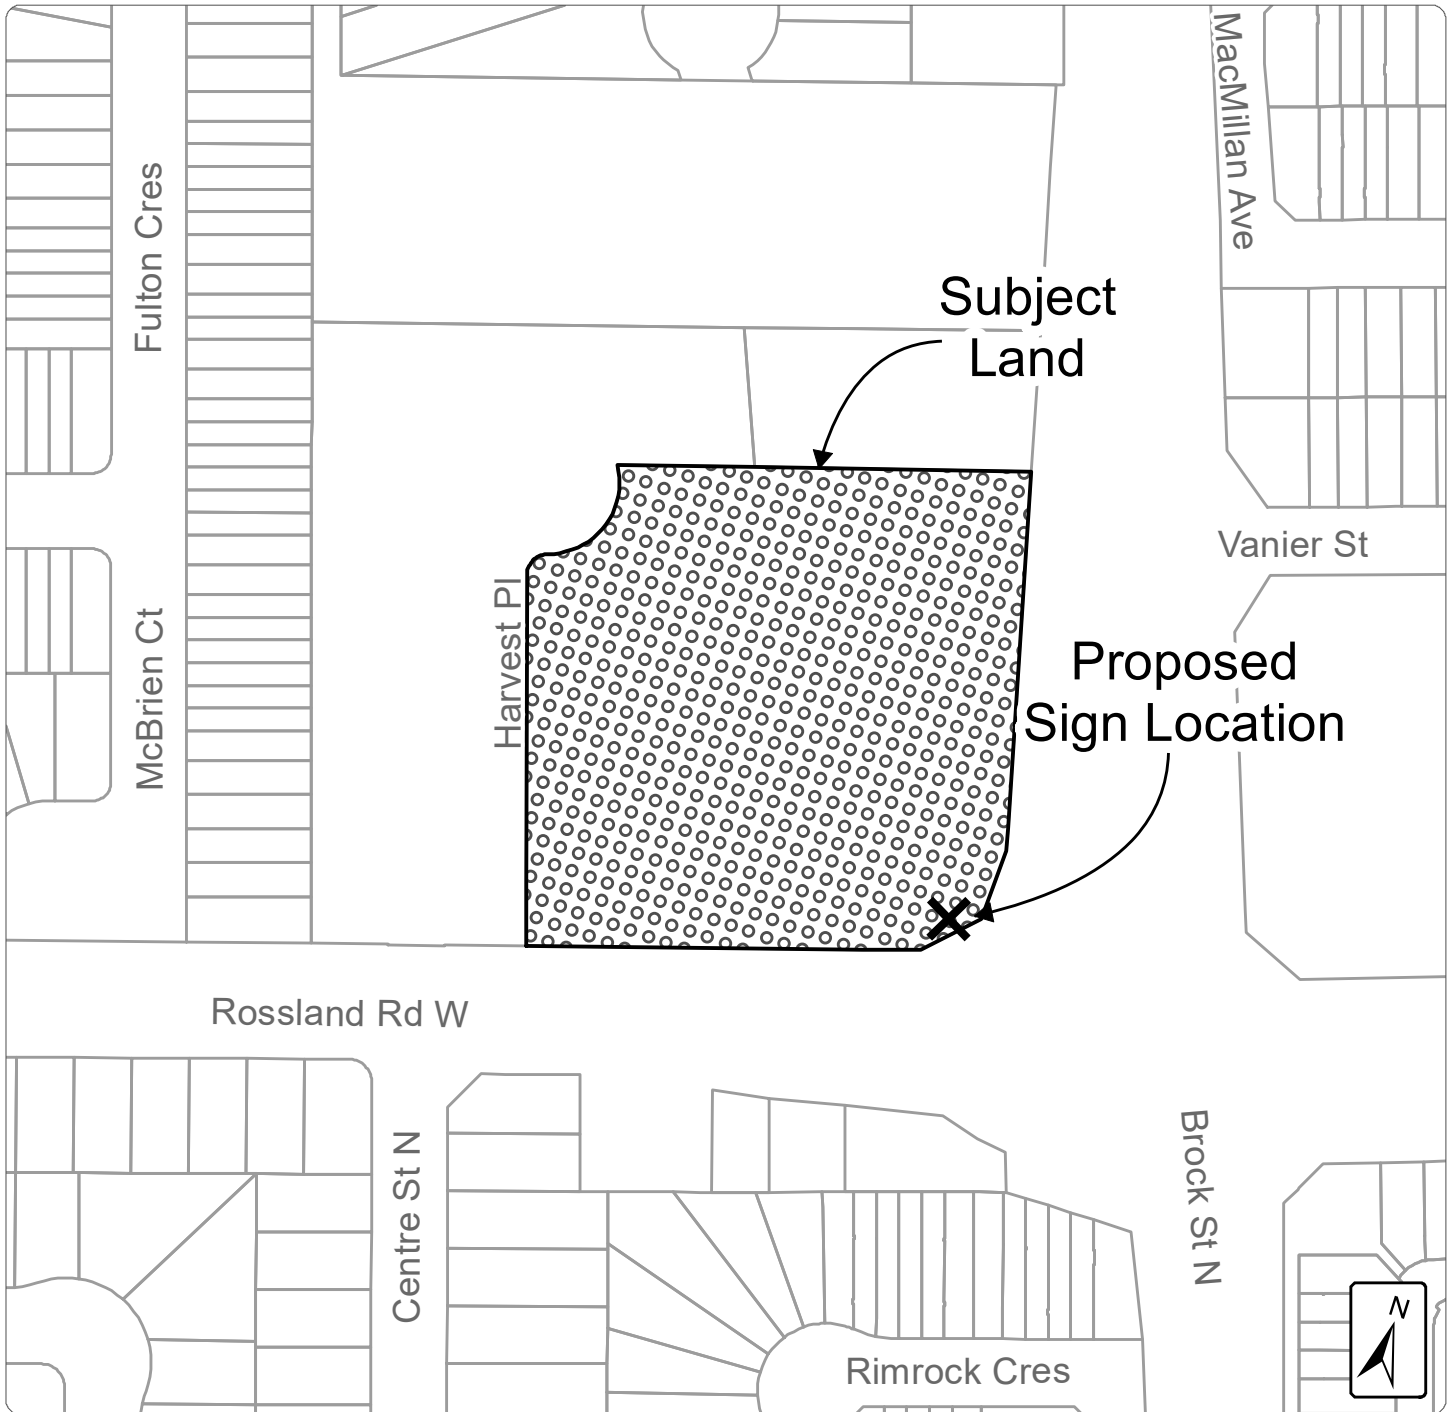 MacMillan Ave
Fulton Cres
Subject
Land
Vanier St
Harvest Pl
McBrien Ct
Proposed
Sign Location
Rossland Rd W
Centre St N
Brock St N
N
Rimrock Cres